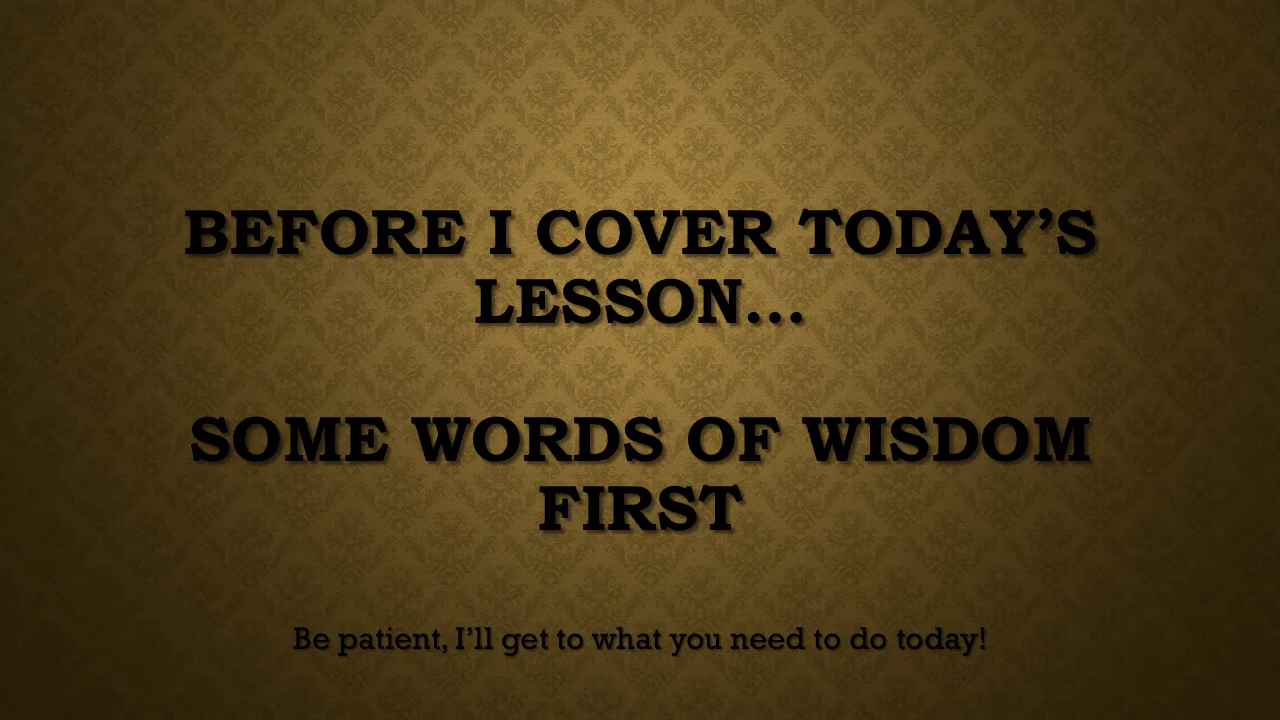 BEFORE I COVER TODAY’S
LESSON…
SOME WORDS OF WISDOM
FIRST
Be patient, I’ll get to what you need to do today!